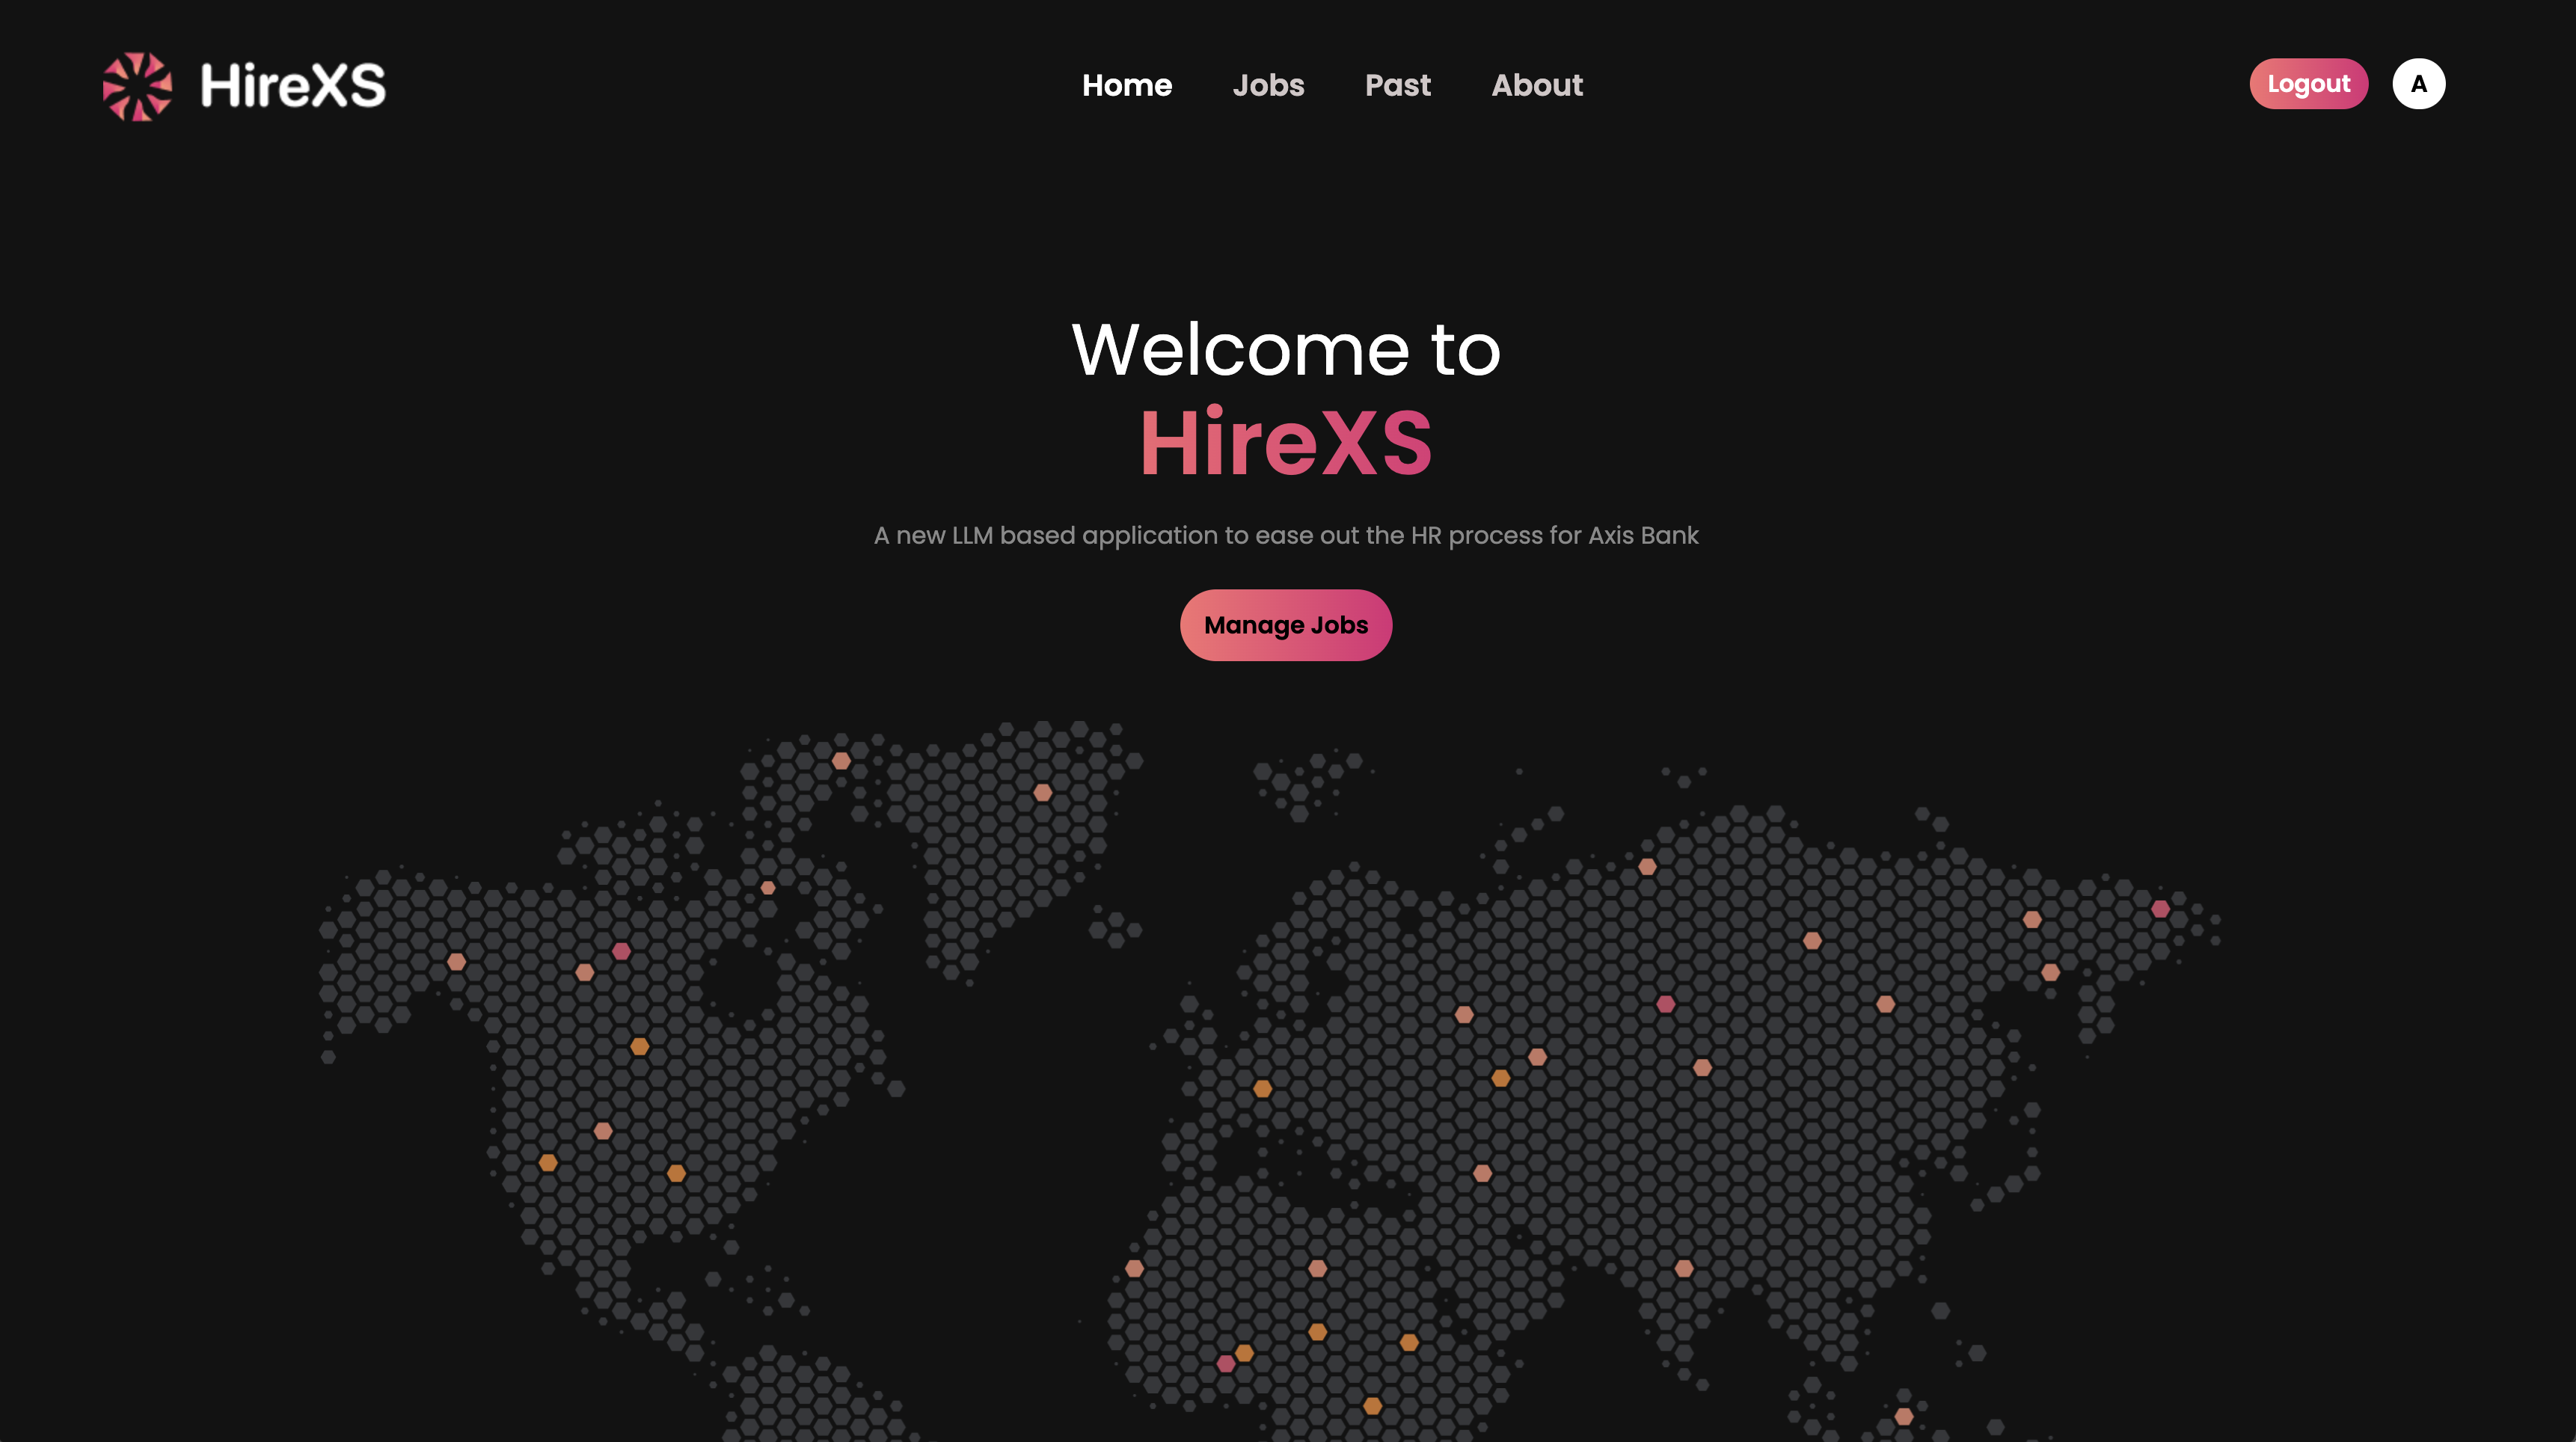 HireXS
Home Jobs Past About
Logout A
Welcome to
HireXS
A new LLM based application to ease out the HR process for Axis Bank
Manage Jobs